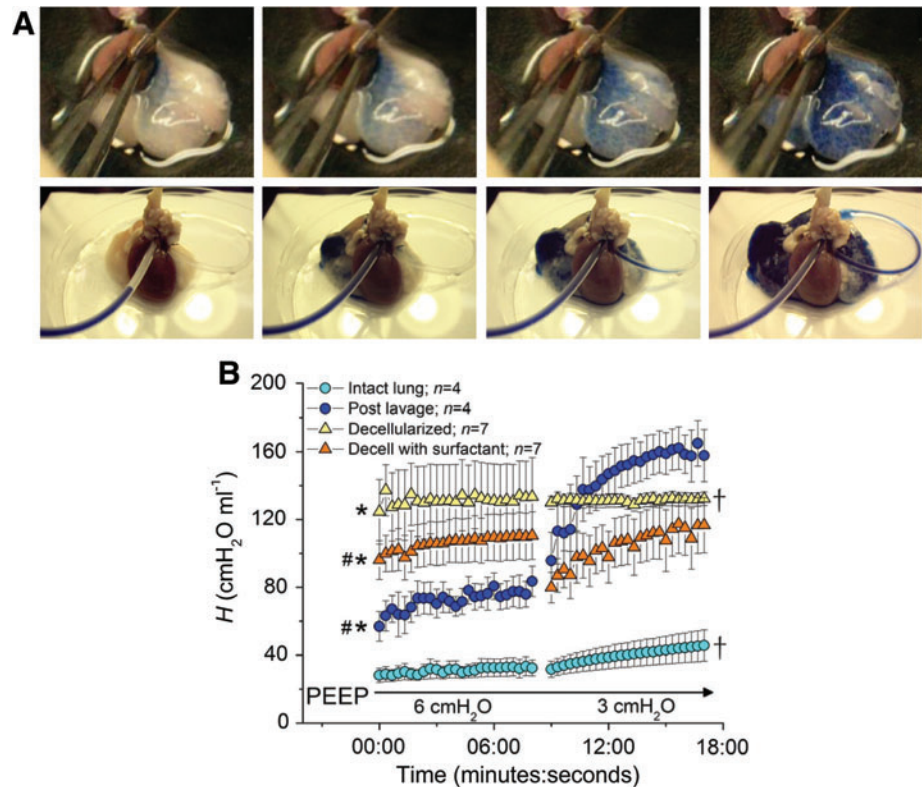 A
B
200
160
120
80
40
0
H (cmH₂O ml⁻¹)
Intact lung; n=4
Post lavage; n=4
Decellularized; n=7
Decell with surfactant; n=7
*
#*
#*
†
†
PEEP
6 cmH₂O
3 cmH₂O
00:00
06:00
12:00
18:00
Time (minutes:seconds)